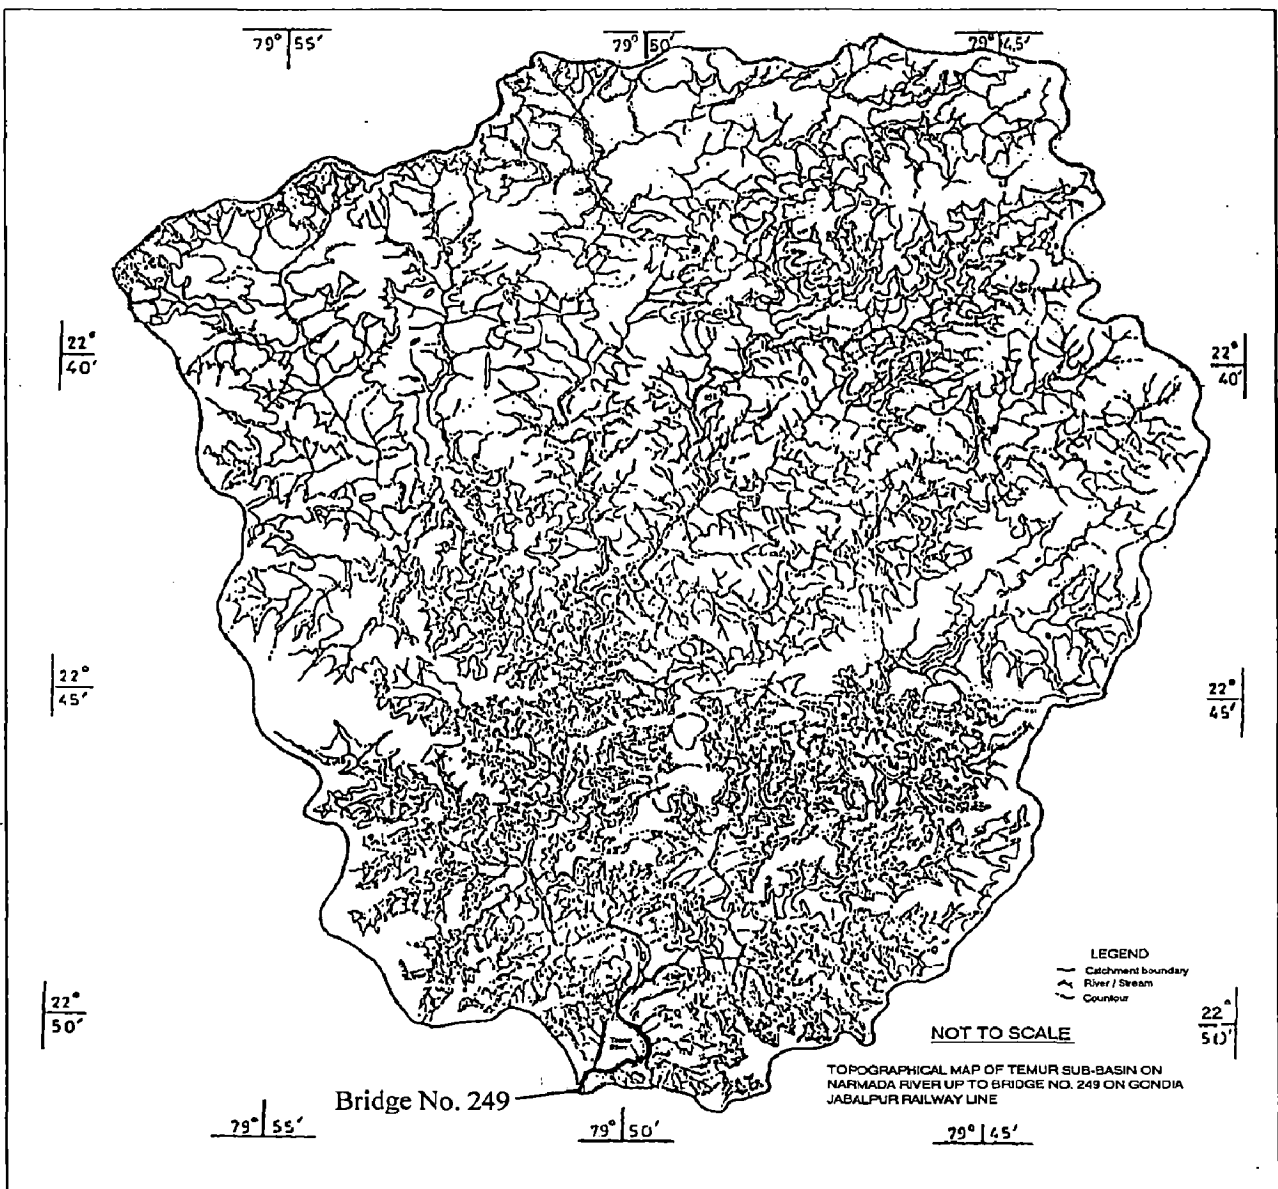 79° 55′
79° 50′
79° 45′
22°
40′
22°
40′
22°
45′
22°
45′
22°
50′
22°
50′
LEGEND
Catchment boundary
River / Stream
Countour
NOT TO SCALE
TOPOGRAPHICAL MAP OF TEMUR SUB-BASIN ON
NARMADA RIVER UP TO BRIDGE NO. 249 ON GONDIA
JABALPUR RAILWAY LINE
Bridge No. 249
79° 55′
79° 50′
79° 45′